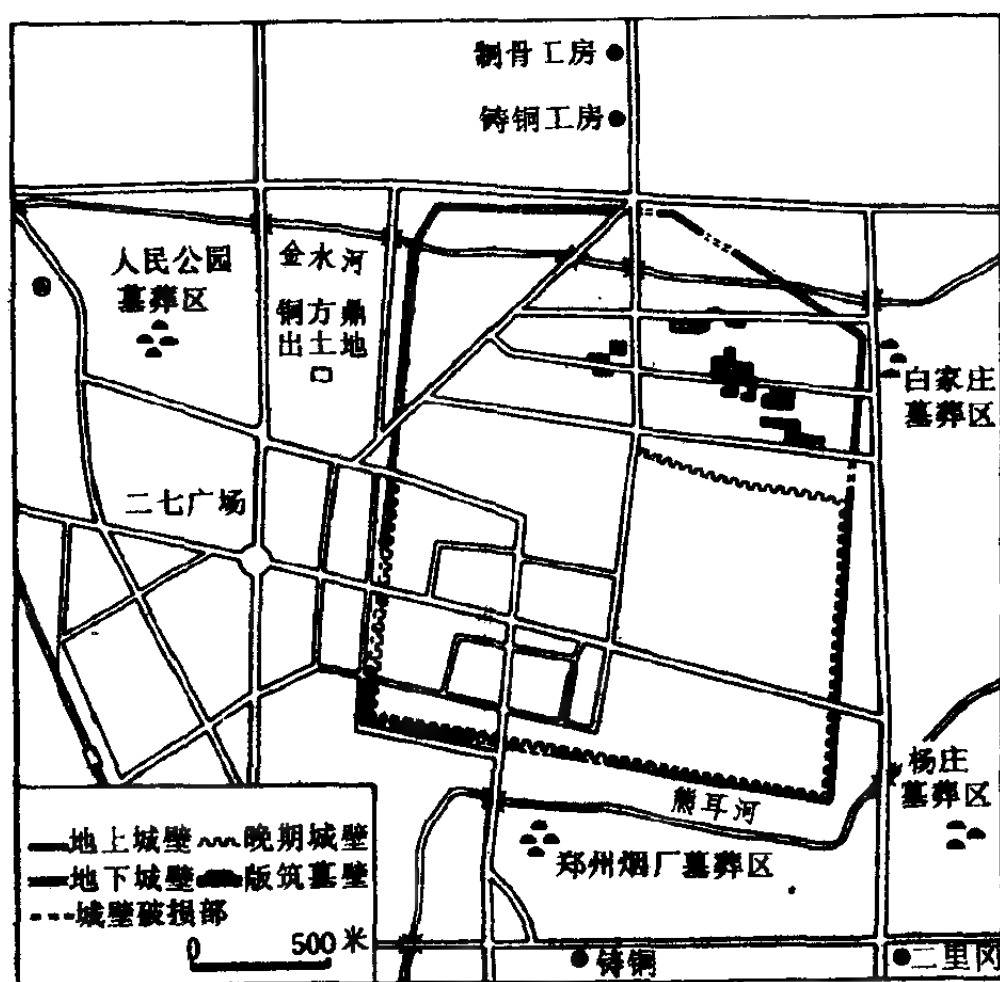 制骨工房
铸铜工房
人民公园
墓葬区
金水河
铜方鼎
出土地
白家庄
墓葬区
二七广场
杨庄
墓葬区
熊耳河
郑州烟厂墓葬区
地上城壁
晚期城壁
地下城壁
版筑墓壁
城壁破损部
0 500米
铸铜
二里冈